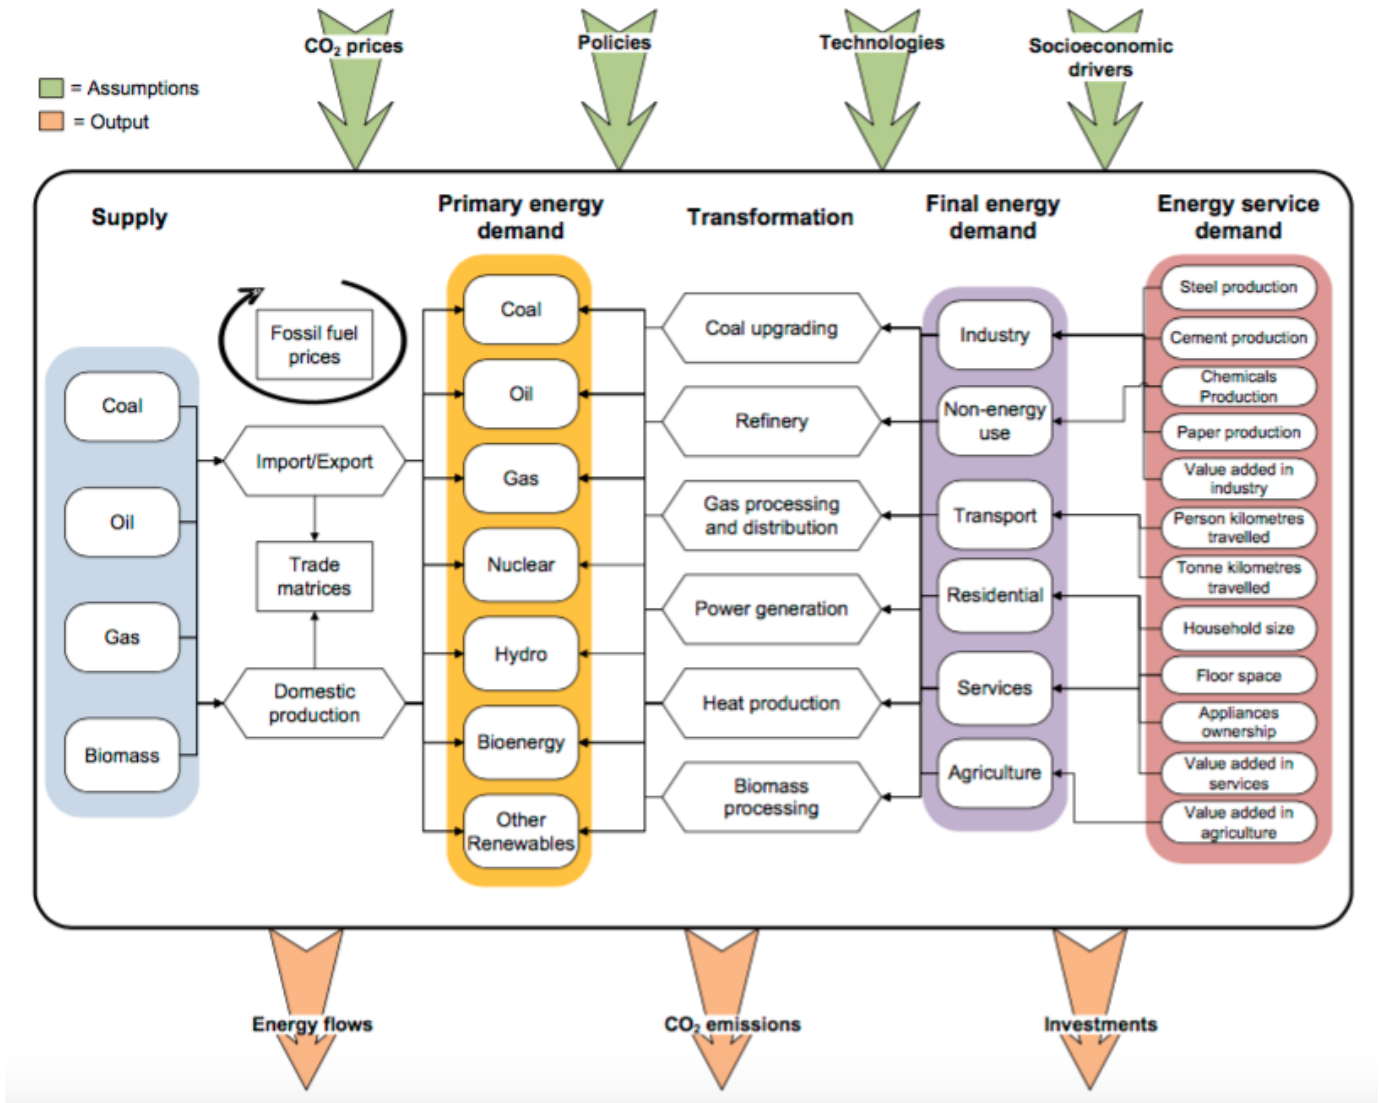 CO₂ prices
Policies
Technologies
Socioeconomic
drivers
= Assumptions
= Output
Supply
Primary energy
demand
Transformation
Final energy
demand
Energy service
demand
Coal
Oil
Gas
Biomass
Fossil fuel
prices
Import/Export
Trade
matrices
Domestic
production
Coal
Oil
Gas
Nuclear
Hydro
Bioenergy
Other
Renewables
Coal upgrading
Refinery
Gas processing
and distribution
Power generation
Heat production
Biomass
processing
Industry
Non-energy
use
Transport
Residential
Services
Agriculture
Steel production
Cement production
Chemicals
Production
Paper production
Value added in
industry
Person kilometres
travelled
Tonne kilometres
travelled
Household size
Floor space
Appliances
ownership
Value added in
services
Value added in
agriculture
Energy flows
CO₂ emissions
Investments